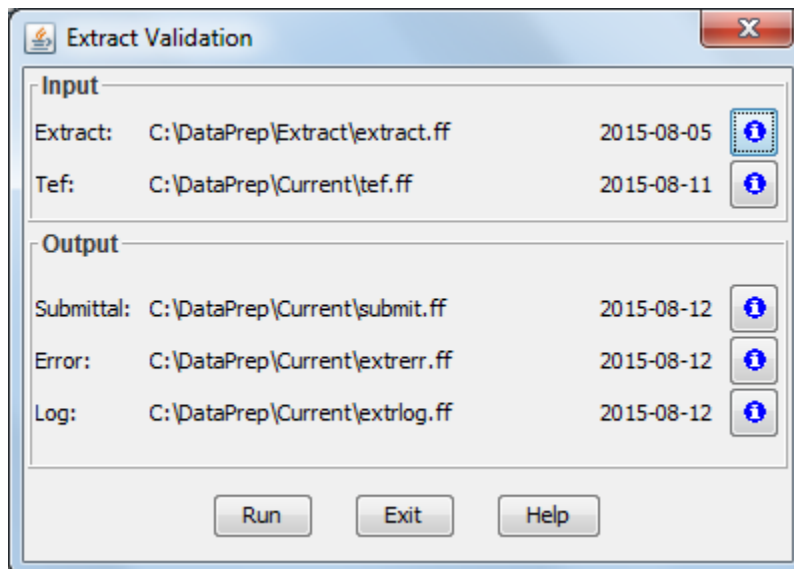 Extract Validation
Input
Extract: C:\DataPrep\Extract\extract.ff 2015-08-05
Tef: C:\DataPrep\Current\tef.ff 2015-08-11
Output
Submittal: C:\DataPrep\Current\submit.ff 2015-08-12
Error: C:\DataPrep\Current\extrerr.ff 2015-08-12
Log: C:\DataPrep\Current\extrlog.ff 2015-08-12
Run Exit Help